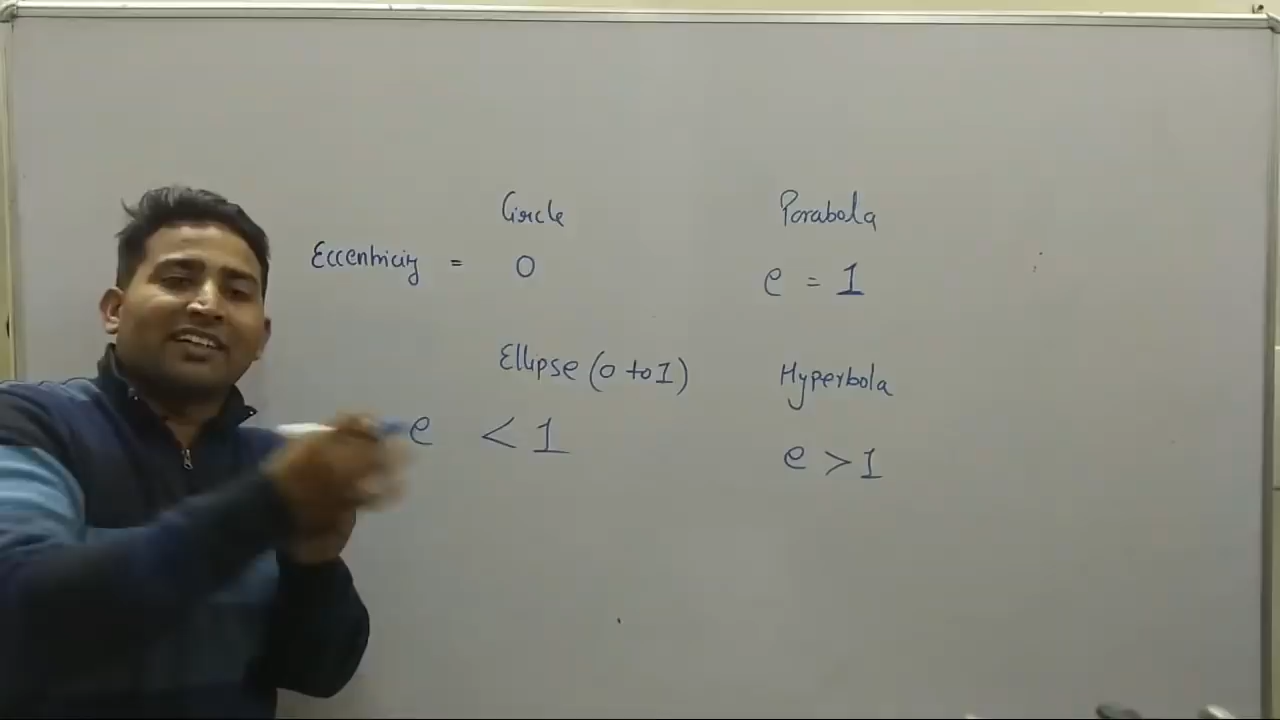 Circle
Eccentricity = 0
Parabola
e = 1
Ellipse (0 to 1)
e < 1
Hyperbola
e > 1